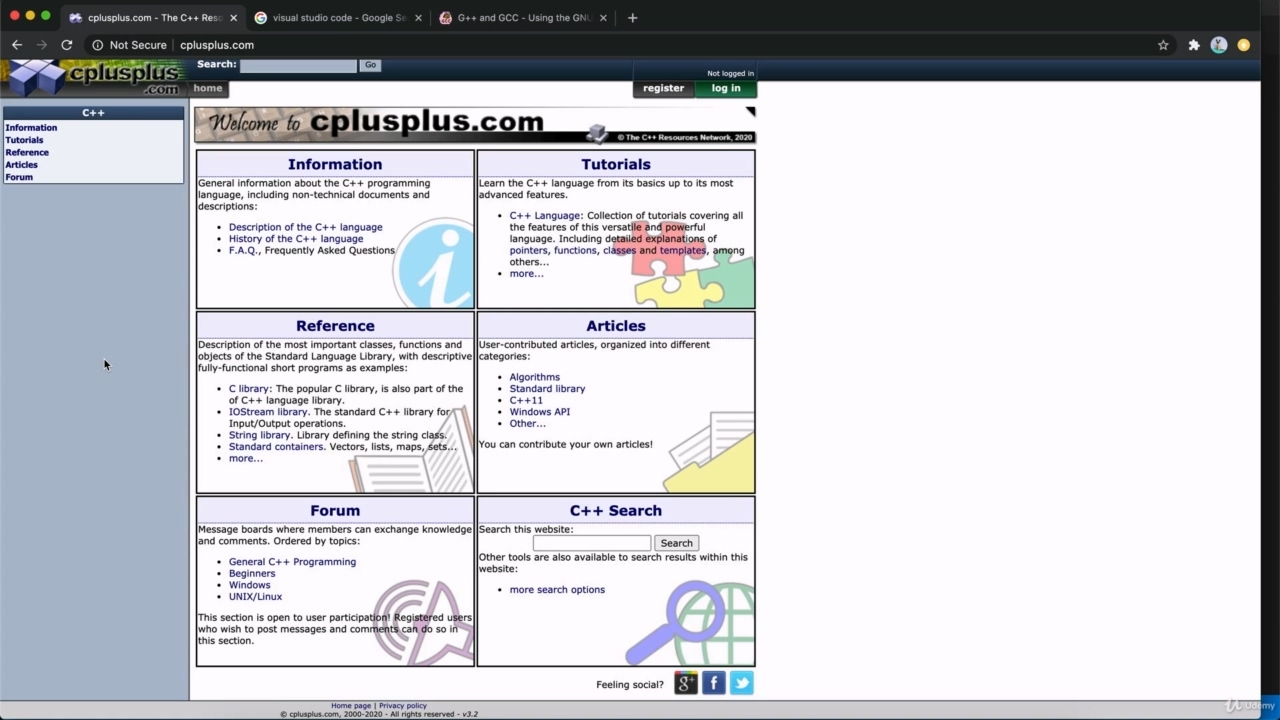 cplusplus.com - The C++ Reso
visual studio code - Google Se
G++ and GCC - Using the GNU
Not Secure | cplusplus.com
cplusplus
.com
Search:
Go
Not logged in
home
register
log in
C++
Information
Tutorials
Reference
Articles
Forum
Welcome to cplusplus.com
© The C++ Resources Network, 2020
Information
General information about the C++ programming
language, including non-technical documents and
descriptions:
• Description of the C++ language
• History of the C++ language
• F.A.Q., Frequently Asked Questions
Tutorials
Learn the C++ language from its basics up to its most
advanced features.
• C++ Language: Collection of tutorials covering all
the features of this versatile and powerful
language. Including detailed explanations of
pointers, functions, classes and templates, among
others...
• more...
Reference
Description of the most important classes, functions and
objects of the Standard Language Library, with descriptive
fully-functional short programs as examples:
• C library: The popular C library, is also part of the
of C++ language library.
• IOStream library. The standard C++ library for
Input/Output operations.
• String library. Library defining the string class.
• Standard containers. Vectors, lists, maps, sets...
• more...
Articles
User-contributed articles, organized into different
categories:
• Algorithms
• Standard library
• C++11
• Windows API
• Other...
You can contribute your own articles!
Forum
Message boards where members can exchange knowledge
and comments. Ordered by topics:
• General C++ Programming
• Beginners
• Windows
• UNIX/Linux
This section is open to user participation! Registered users
who wish to post messages and comments can do so in
this section.
C++ Search
Search this website:
Search
Other tools are also available to search results within this
website:
• more search options
Feeling social?
Home page | Privacy policy
© cplusplus.com, 2000-2020 - All rights reserved - v3.2
Udemy